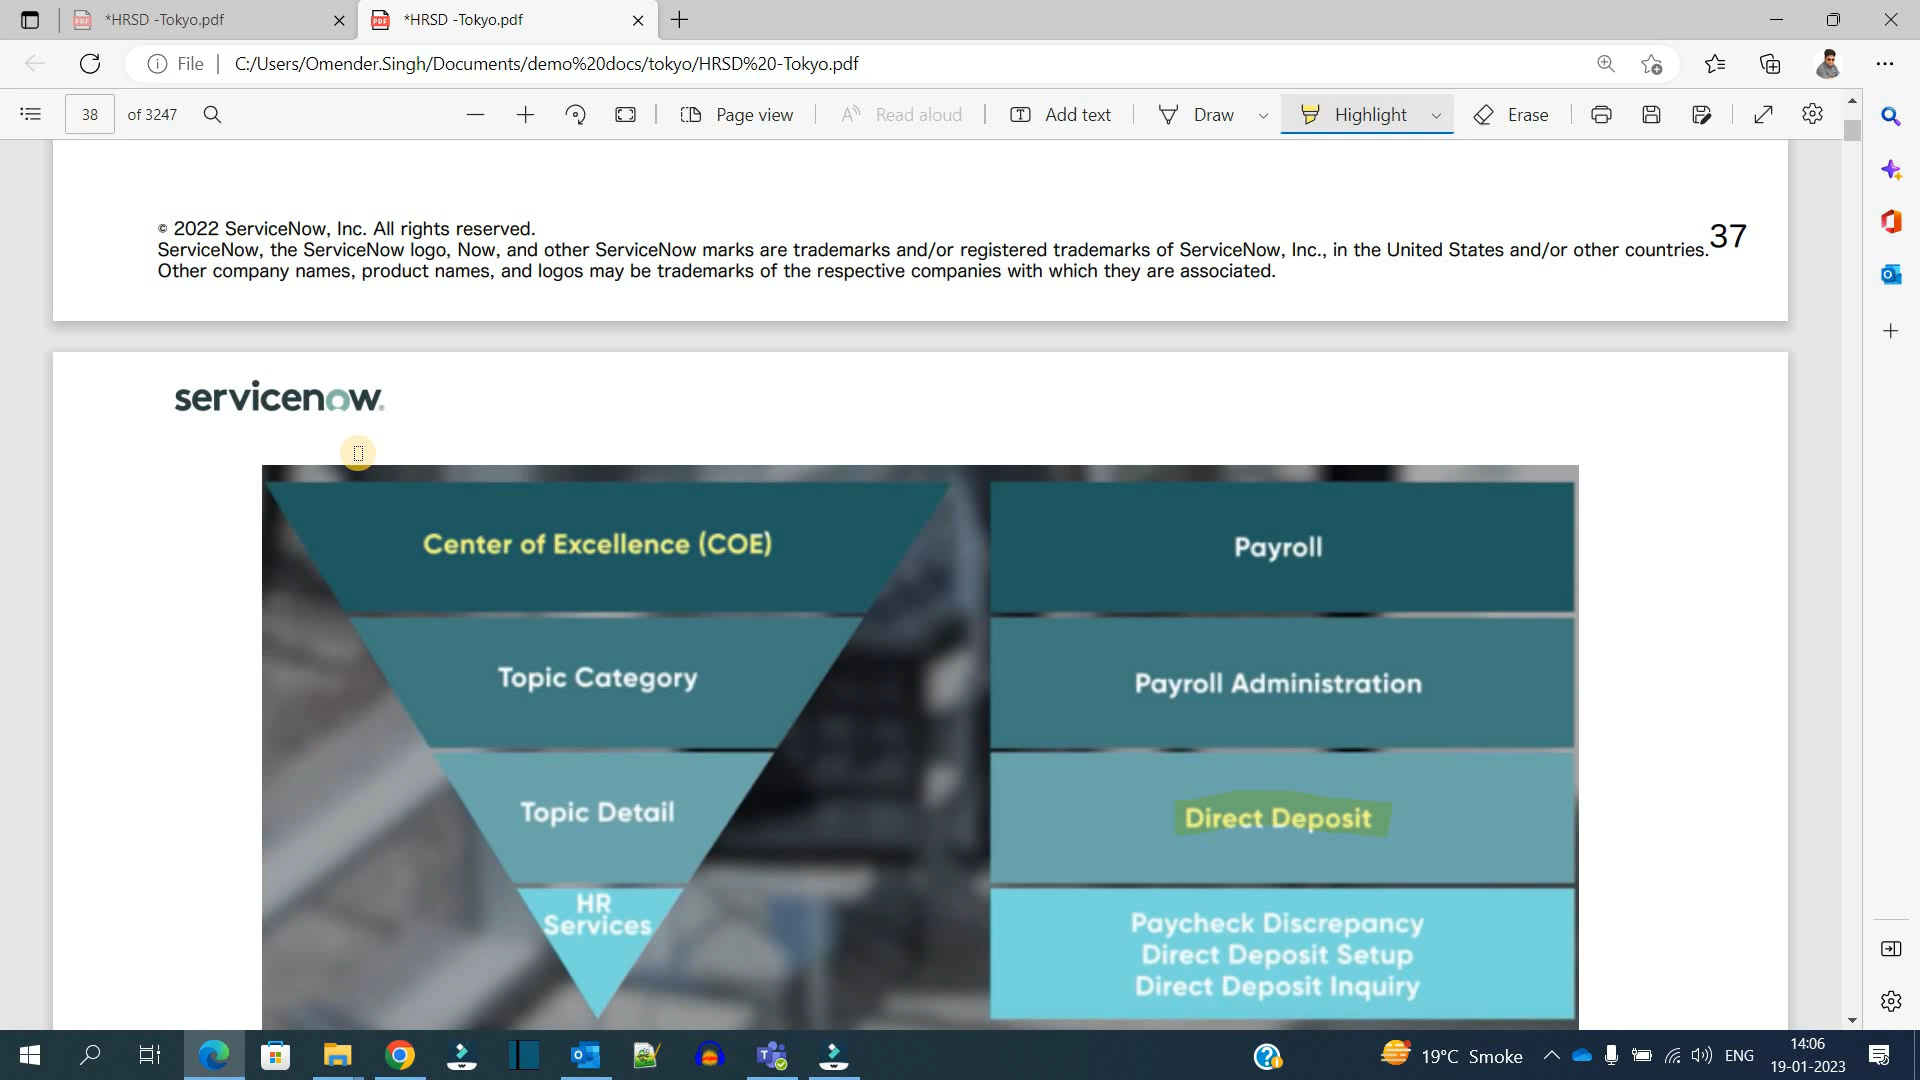 *HRSD -Tokyo.pdf
*HRSD -Tokyo.pdf
File
C:/Users/Omender.Singh/Documents/demo%20docs/tokyo/HRSD%20-Tokyo.pdf
38 of 3247
Page view
Read aloud
Add text
Draw
Highlight
Erase
© 2022 ServiceNow, Inc. All rights reserved.
ServiceNow, the ServiceNow logo, Now, and other ServiceNow marks are trademarks and/or registered trademarks of ServiceNow, Inc., in the United States and/or other countries.
Other company names, product names, and logos may be trademarks of the respective companies with which they are associated.
37
servicenow
Center of Excellence (COE)
Payroll
Topic Category
Payroll Administration
Topic Detail
Direct Deposit
HR
Services
Paycheck Discrepancy
Direct Deposit Setup
Direct Deposit Inquiry
19°C Smoke
ENG
14:06
19-01-2023